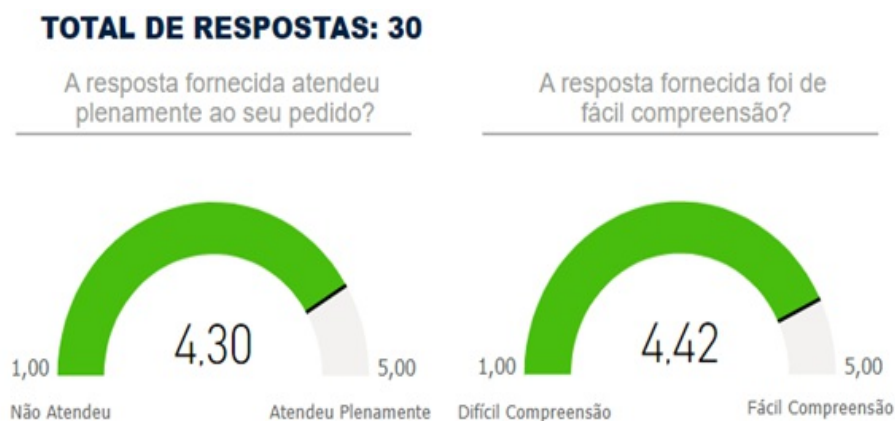 TOTAL DE RESPOSTAS: 30
A resposta fornecida atendeu
plenamente ao seu pedido?
4,30
1,00
5,00
Não Atendeu
Atendeu Plenamente
A resposta fornecida foi de
fácil compreensão?
4,42
1,00
5,00
Difícil Compreensão
Fácil Compreensão